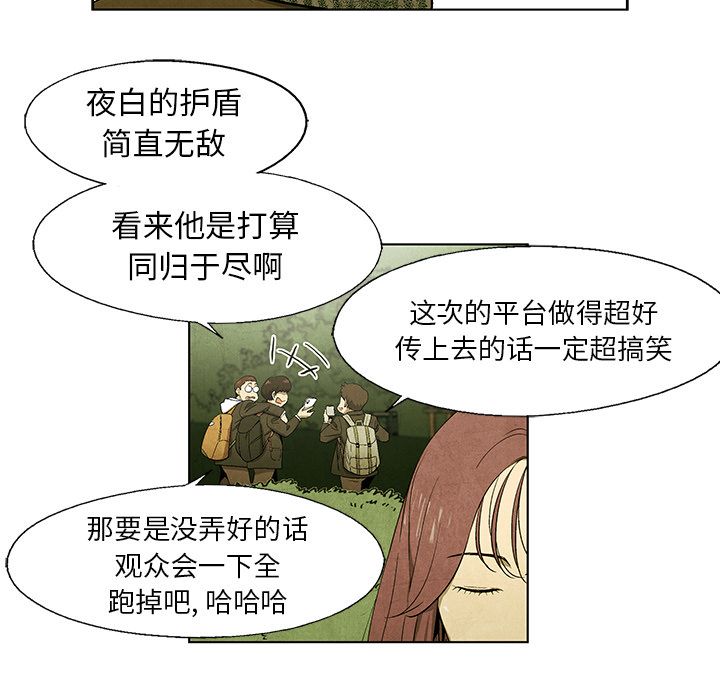 夜白的护盾
简直无敌
看来他是打算
同归于尽啊
这次的平台做得超好
传上去的话一定超搞笑
那要是没弄好的话
观众会一下全
跑掉吧, 哈哈哈